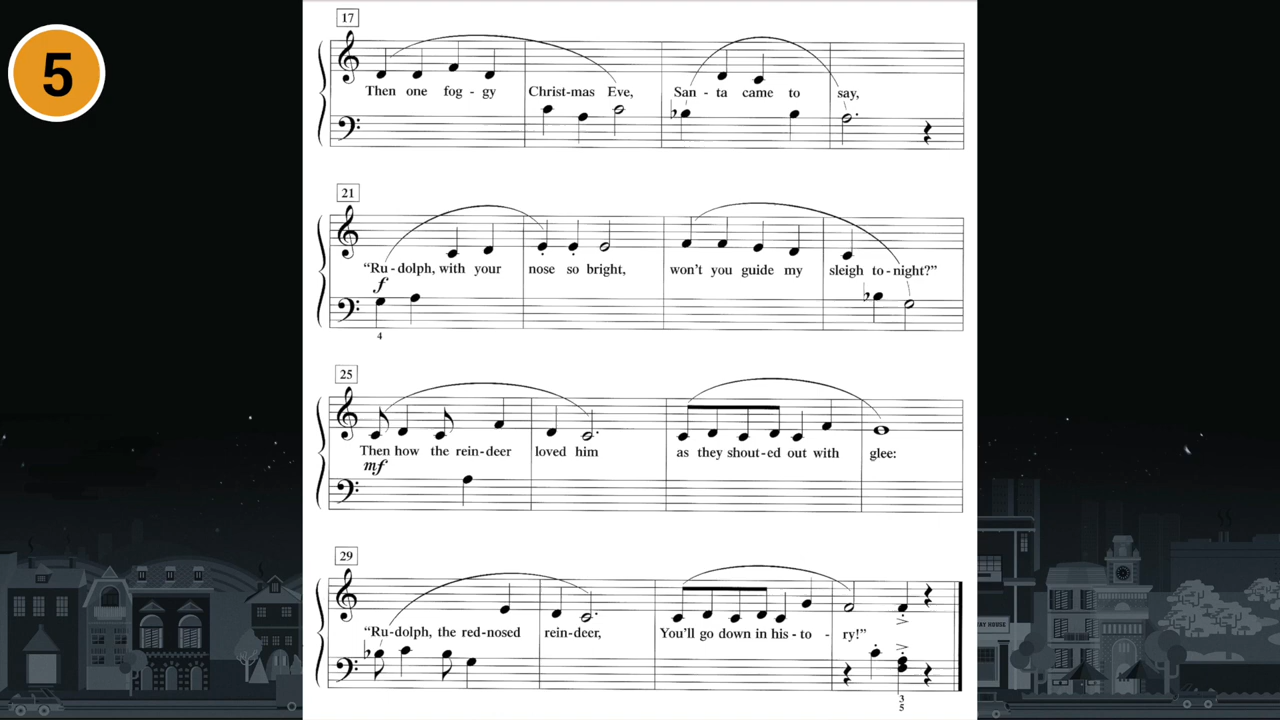 5
17
Then one fog - gy Christ-mas Eve, San - ta came to say,
21
“Ru - dolph, with your nose so bright, won't you guide my sleigh to - night?”
f
4
25
Then how the rein-deer loved him as they shout-ed out with glee:
mf
29
“Ru-dolph, the red-nosed rein-deer, You'll go down in his - to - ry!”
3
5